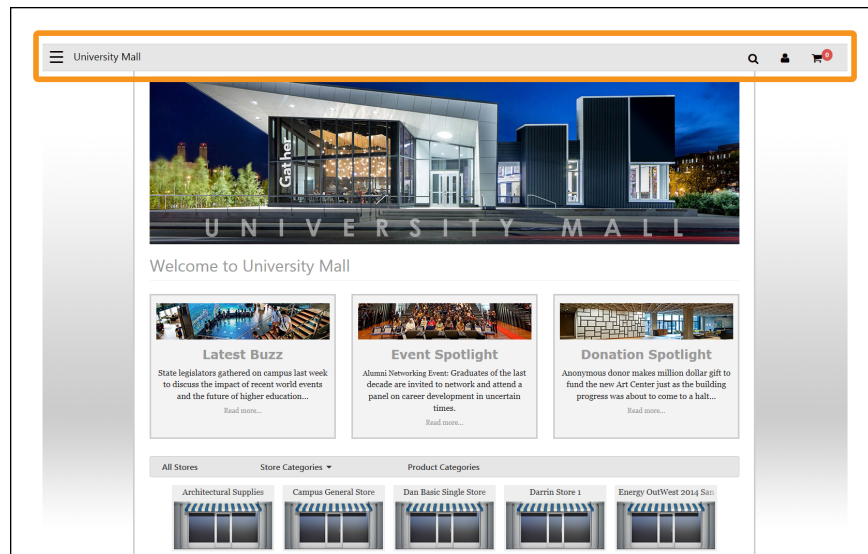 University Mall
0
Gather
UNIVERSITY MALL
Welcome to University Mall
Latest Buzz
State legislators gathered on campus last week
to discuss the impact of recent world events
and the future of higher education...
Read more...
Event Spotlight
Alumni Networking Event: Graduates of the last
decade are invited to network and attend a
panel on career development in uncertain
times.
Read more...
Donation Spotlight
Anonymous donor makes million dollar gift to
fund the new Art Center just as the building
progress was about to come to a halt...
Read more...
All Stores
Store Categories
Product Categories
Architectural Supplies
Campus General Store
Dan Basic Single Store
Darrin Store 1
Energy OutWest 2014 San